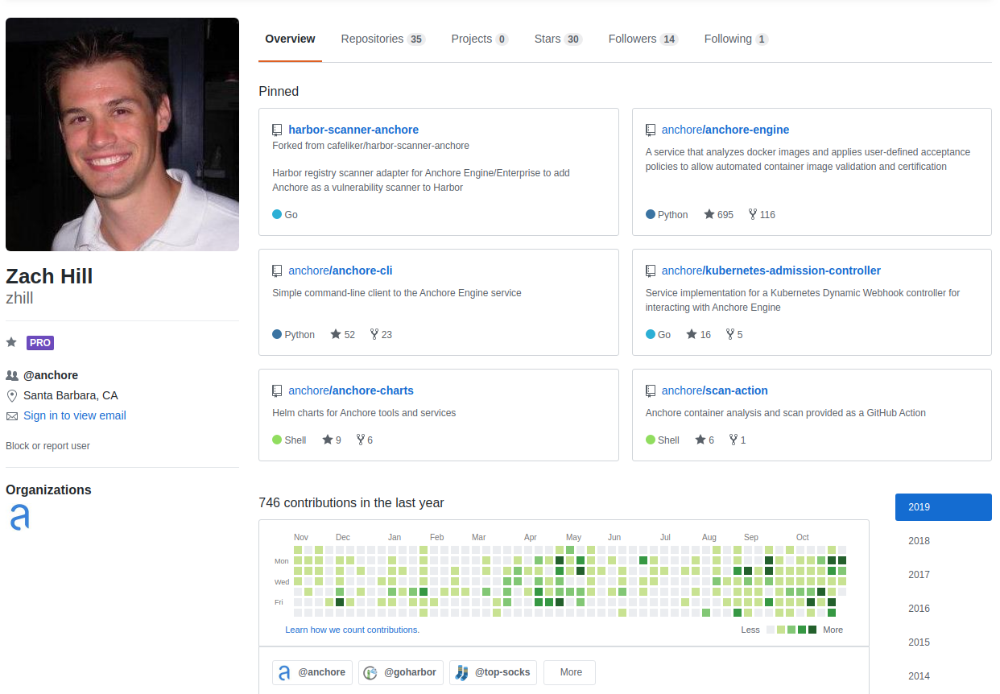 Overview Repositories 35 Projects 0 Stars 30 Followers 14 Following 1
Zach Hill
zhill
PRO
@anchore
Santa Barbara, CA
Sign in to view email
Block or report user
Organizations
Pinned
harbor-scanner-anchore
Forked from cafeliker/harbor-scanner-anchore
Harbor registry scanner adapter for Anchore Engine/Enterprise to add
Anchore as a vulnerability scanner to Harbor
Go
anchore/anchore-engine
A service that analyzes docker images and applies user-defined acceptance
policies to allow automated container image validation and certification
Python 695 116
anchore/anchore-cli
Simple command-line client to the Anchore Engine service
Python 52 23
anchore/kubernetes-admission-controller
Service implementation for a Kubernetes Dynamic Webhook controller for
interacting with Anchore Engine
Go 16 5
anchore/anchore-charts
Helm charts for Anchore tools and services
Shell 9 6
anchore/scan-action
Anchore container analysis and scan provided as a GitHub Action
Shell 6 1
746 contributions in the last year
Nov Dec Jan Feb Mar Apr May Jun Jul Aug Sep Oct
Mon
Wed
Fri
Learn how we count contributions.
Less More
@anchore @goharbor @top-socks More
2019
2018
2017
2016
2015
2014